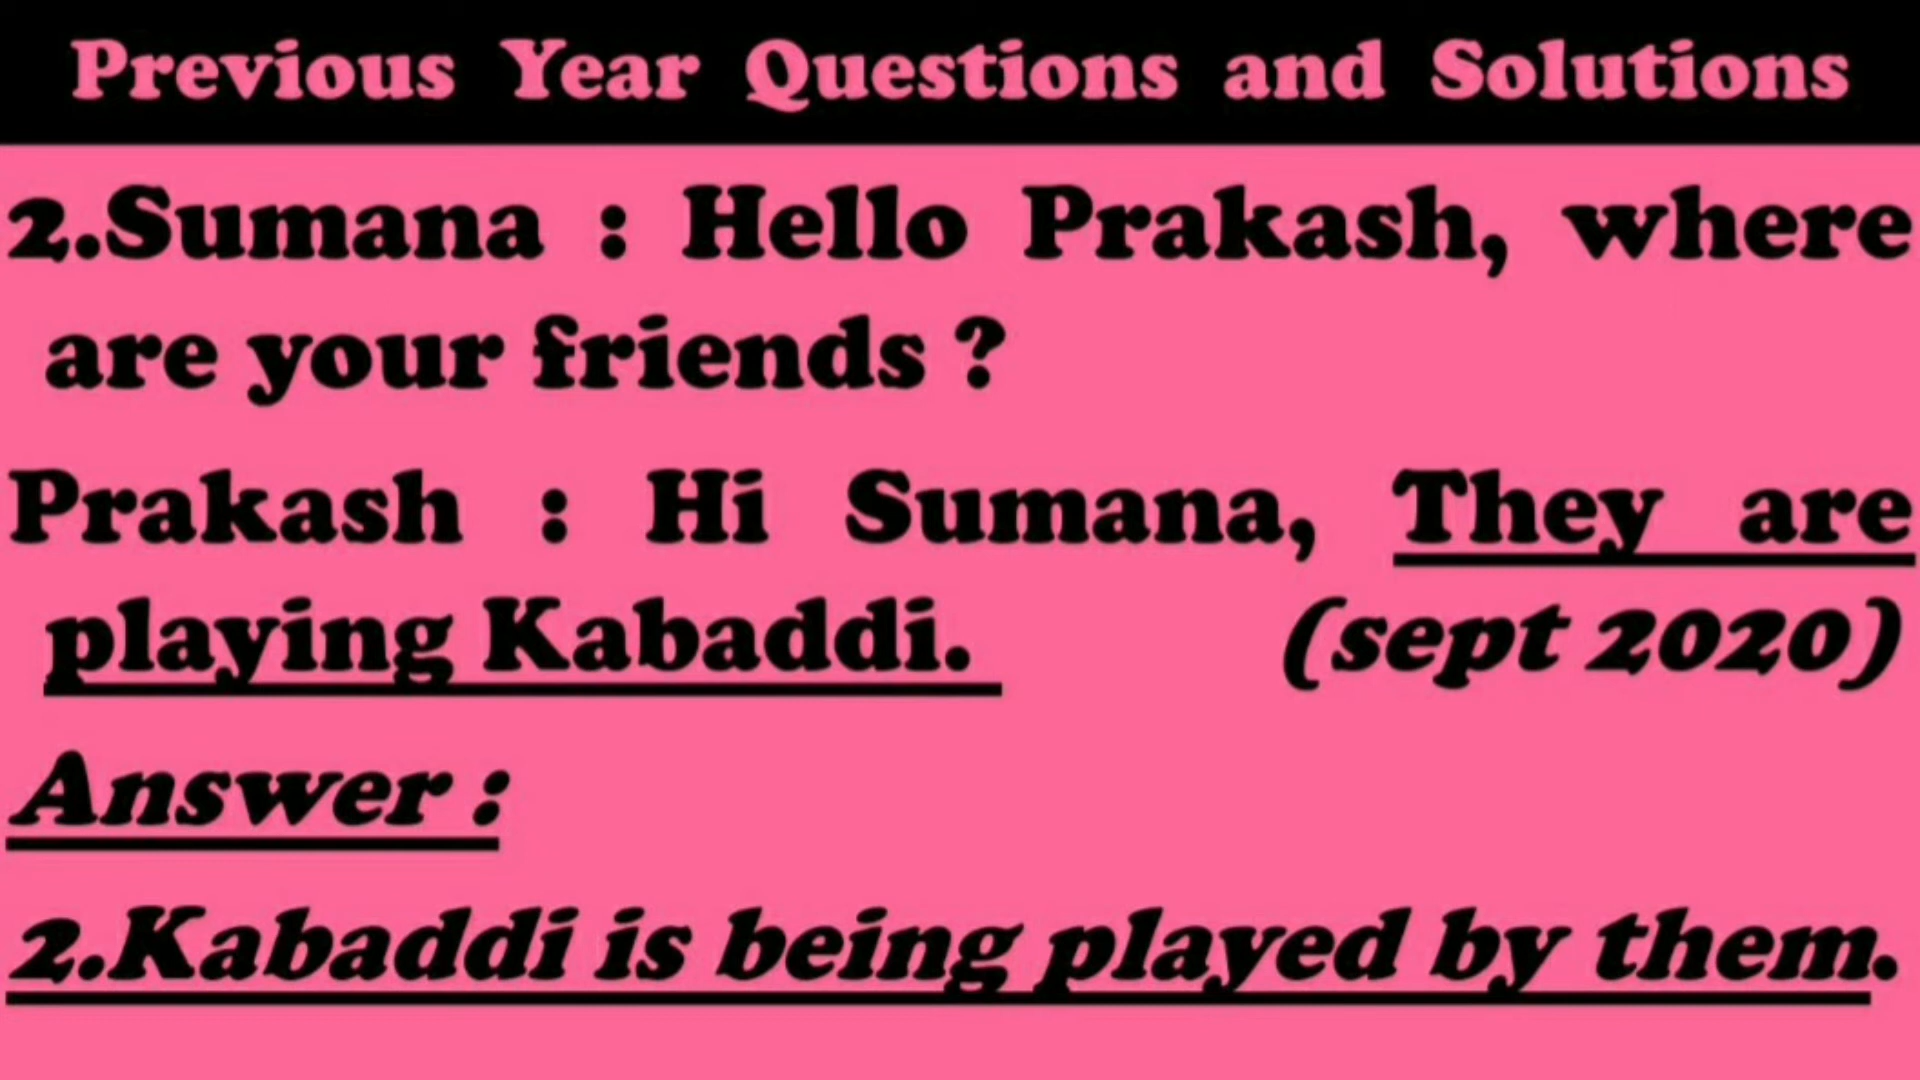 Previous Year Questions and Solutions
2.Sumana : Hello Prakash, where
are your friends ?
Prakash : Hi Sumana, They are
playing Kabaddi. (sept 2020)
Answer :
2.Kabaddi is being played by them.